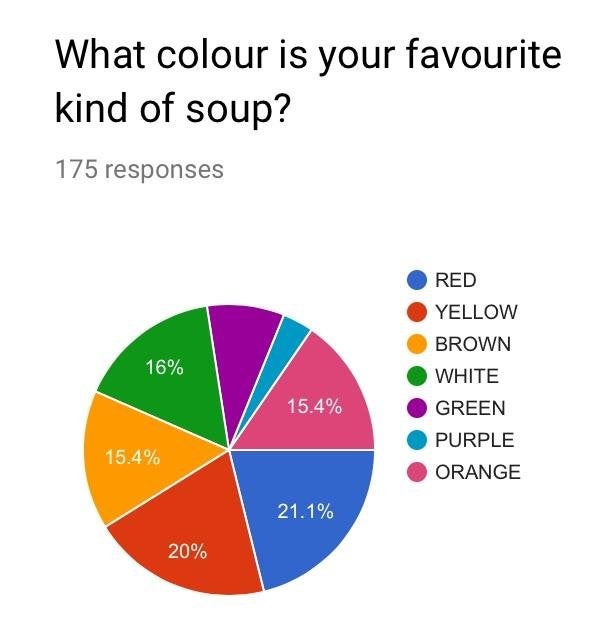 What colour is your favourite
kind of soup?
175 responses
RED
YELLOW
BROWN
WHITE
GREEN
PURPLE
ORANGE
16%
15.4%
15.4%
21.1%
20%